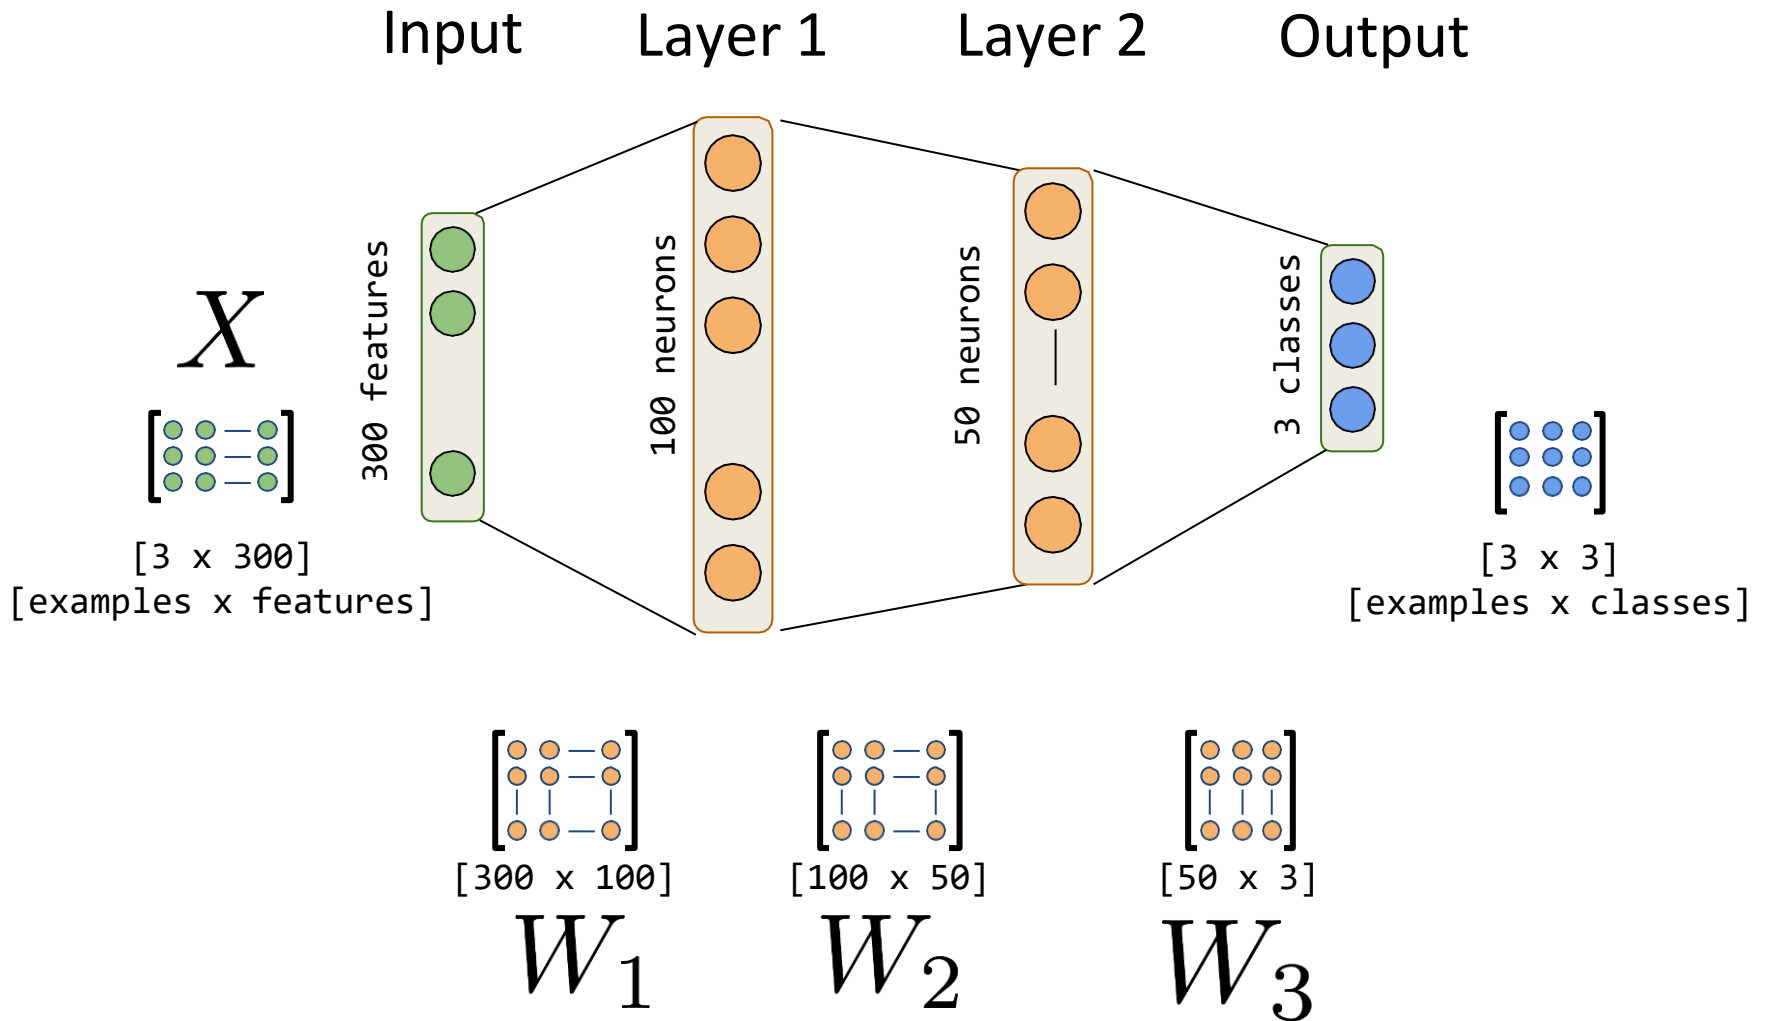 Input
Layer 1
Layer 2
Output
X
300 features
100 neurons
50 neurons
3 classes
[3 x 300]
[examples x features]
[3 x 3]
[examples x classes]
[300 x 100]
[100 x 50]
[50 x 3]
W1
W2
W3